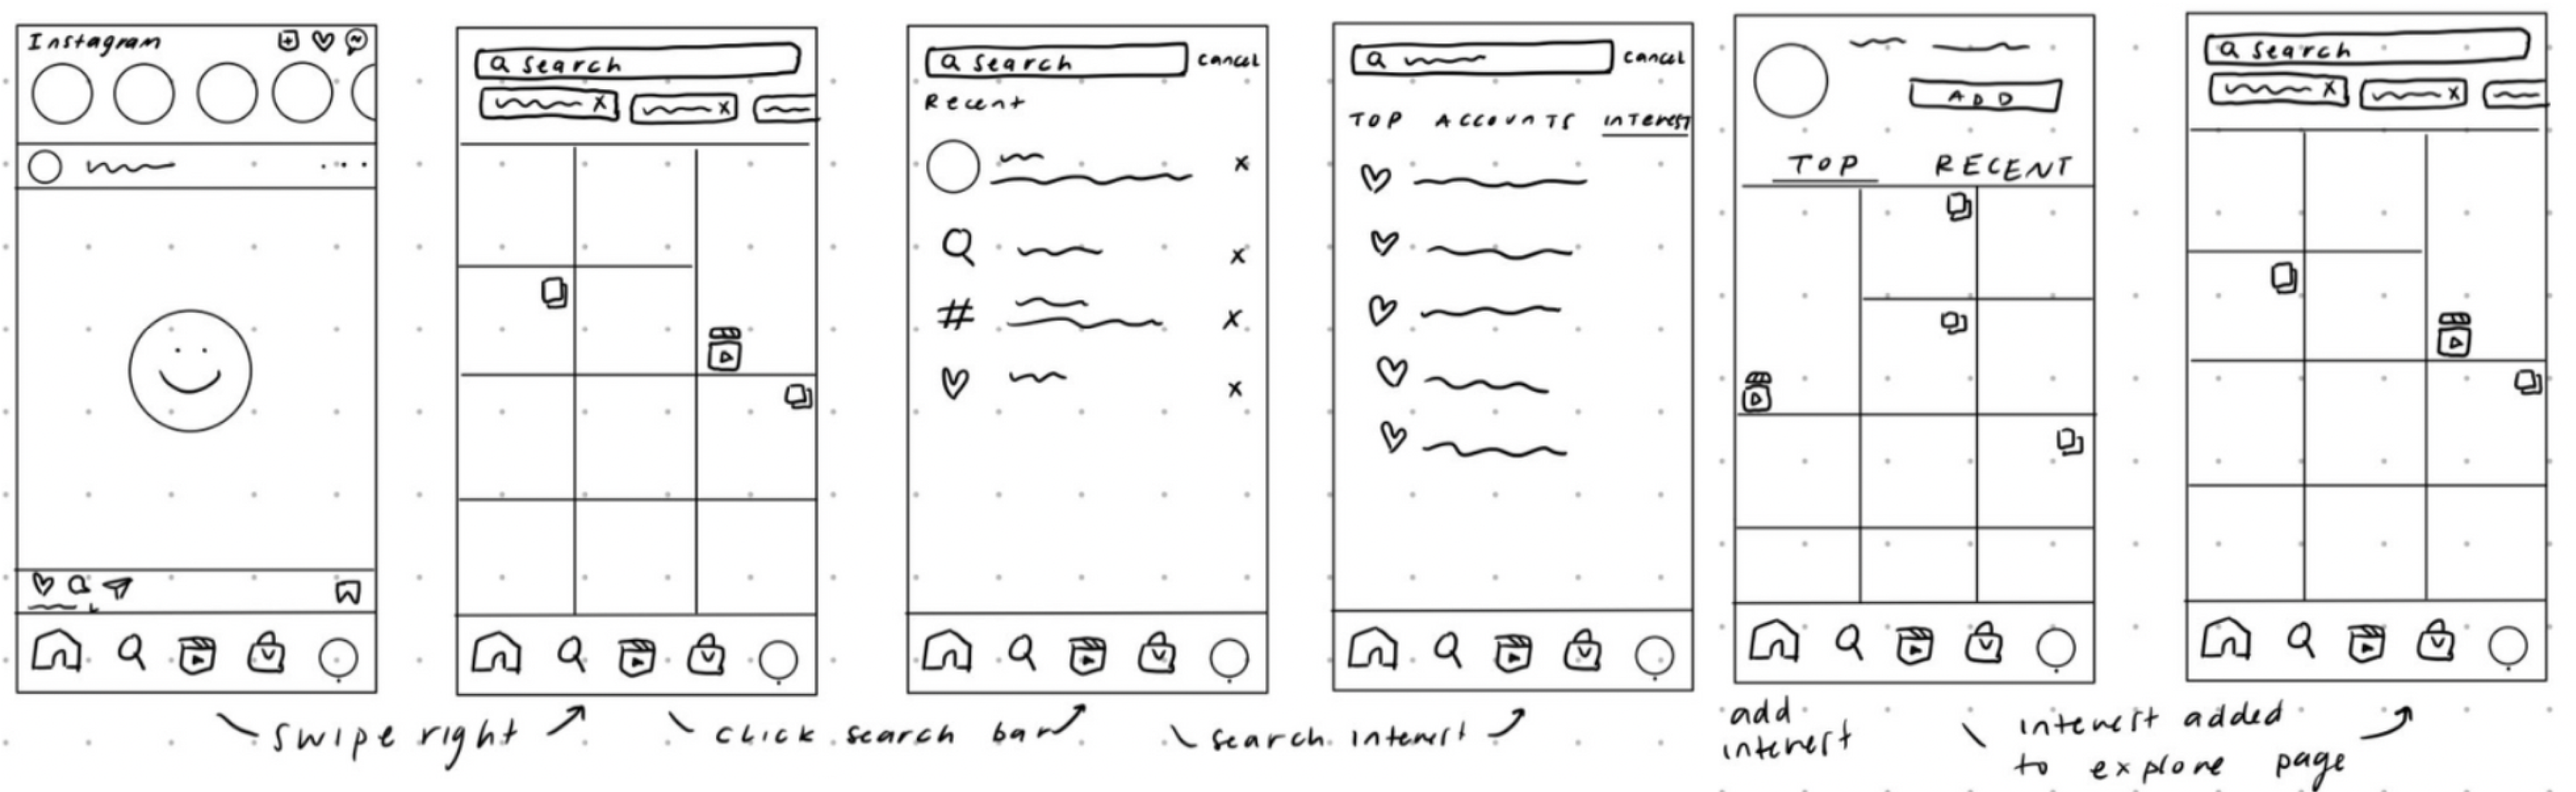 Instagram
Search
x
x
Search
cancel
Recent
x
x
#
x
x
cancel
TOP ACCOUNTS interest
ADD
TOP RECENT
Search
x
x
swipe right
click search bar
search interest
add
interest
interest added
to explore page